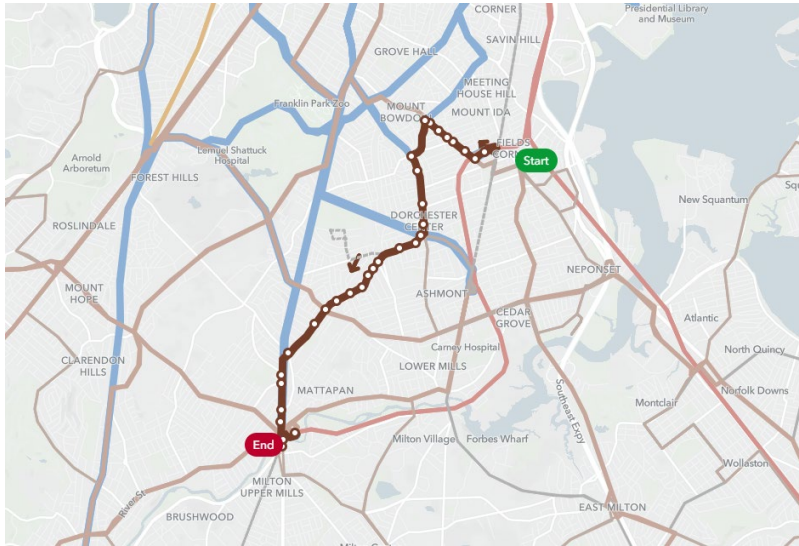 Presidential Library
and Museum
CORNER
SAVIN HILL
GROVE HALL
MEETING
HOUSE HILL
Franklin Park Zoo
MOUNT
MOUNT IDA
Lemuel Shattuck
Hospital
FIELDS
Start
Arnold
Arboretum
FOREST HILLS
New Squantum
ROSLINDALE
DORCHESTER
CENTER
NEPONSET
MOUNT
HOPE
ASHMONT
CEDAR
GROVE
Atlantic
CLARENDON
HILLS
Carney Hospital
North Quincy
LOWER MILLS
MATTAPAN
Norfolk Downs
Montclair
Southeast Expy
End
Milton Village
Forbes Wharf
Wollaston
MILTON
UPPER MILLS
River St
BRUSHWOOD
EAST MILTON